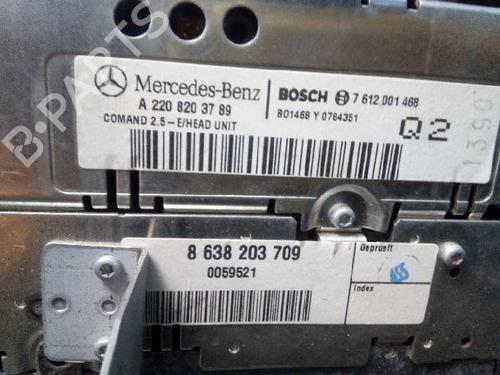 B-Parts
Mercedes-Benz
A 220 820 37 89
COMAND 2.5-E/HEAD UNIT
BOSCH 7 612 001 468
BO1468 Y 0784351
Q2
1390
8 638 203 709
0059521
Geprueft
Index